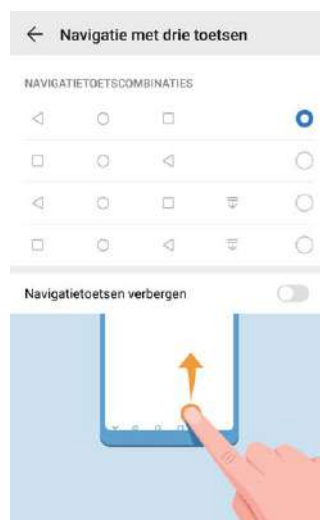 Navigatie met drie toetsen
NAVIGATIETOETSCOMBINATIES
Navigatietoetsen verbergen